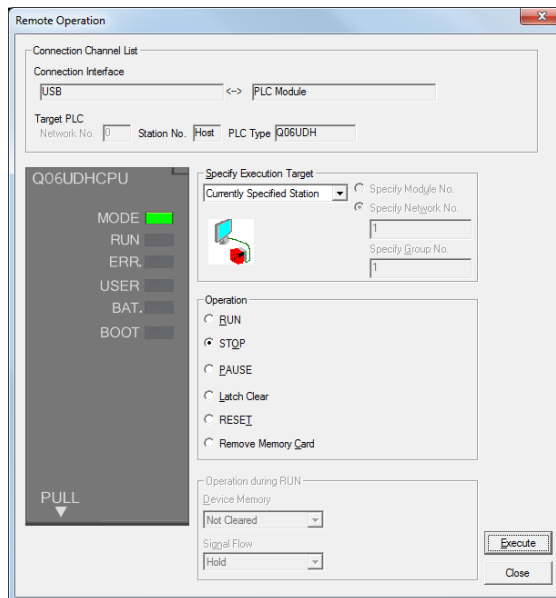 Remote Operation
Connection Channel List
Connection Interface
USB <--> PLC Module
Target PLC
Network No. 0 Station No. Host PLC Type Q06UDH
Q06UDHCPU
MODE
RUN
ERR.
USER
BAT.
BOOT
PULL
Specify Execution Target
Currently Specified Station
Specify Module No.
Specify Network No.
1
Specify Group No.
1
Operation
RUN
STOP
PAUSE
Latch Clear
RESET
Remove Memory Card
Operation during RUN
Device Memory
Not Cleared
Signal Flow
Hold
Execute
Close